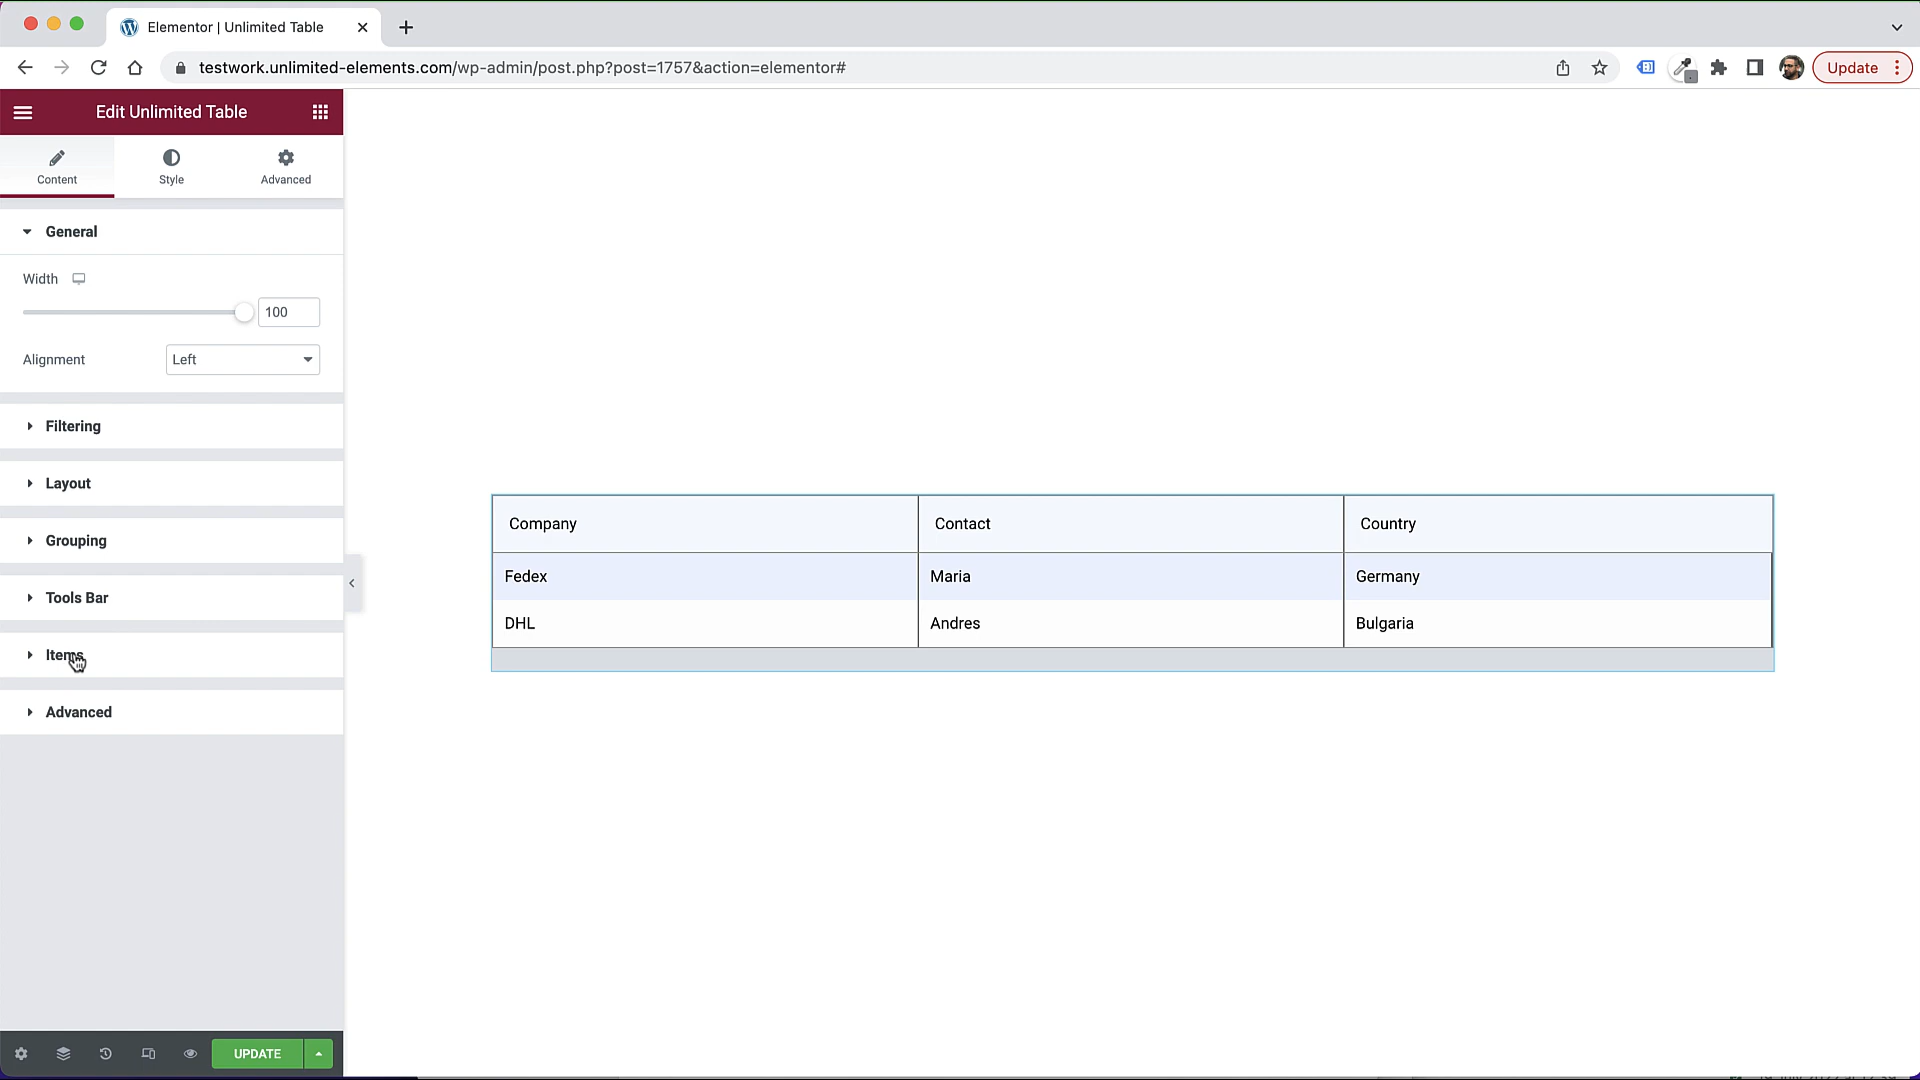 Elementor | Unlimited Table
testwork.unlimited-elements.com/wp-admin/post.php?post=1757&action=elementor#
Update
Edit Unlimited Table
Content
Style
Advanced
General
Width
100
Alignment
Left
Filtering
Layout
Grouping
Tools Bar
Items
Advanced
UPDATE
Company Contact Country
Fedex Maria Germany
DHL Andres Bulgaria